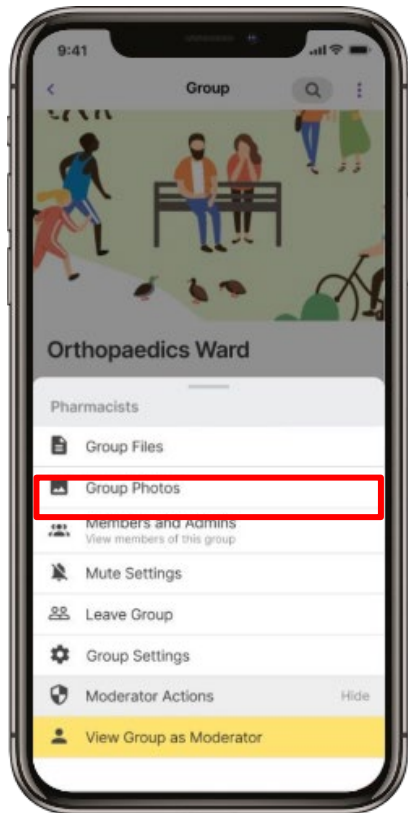 9:41
Group
Orthopaedics Ward
Pharmacists
Group Files
Group Photos
Members and Admins
View members of this group
Mute Settings
Leave Group
Group Settings
Moderator Actions Hide
View Group as Moderator